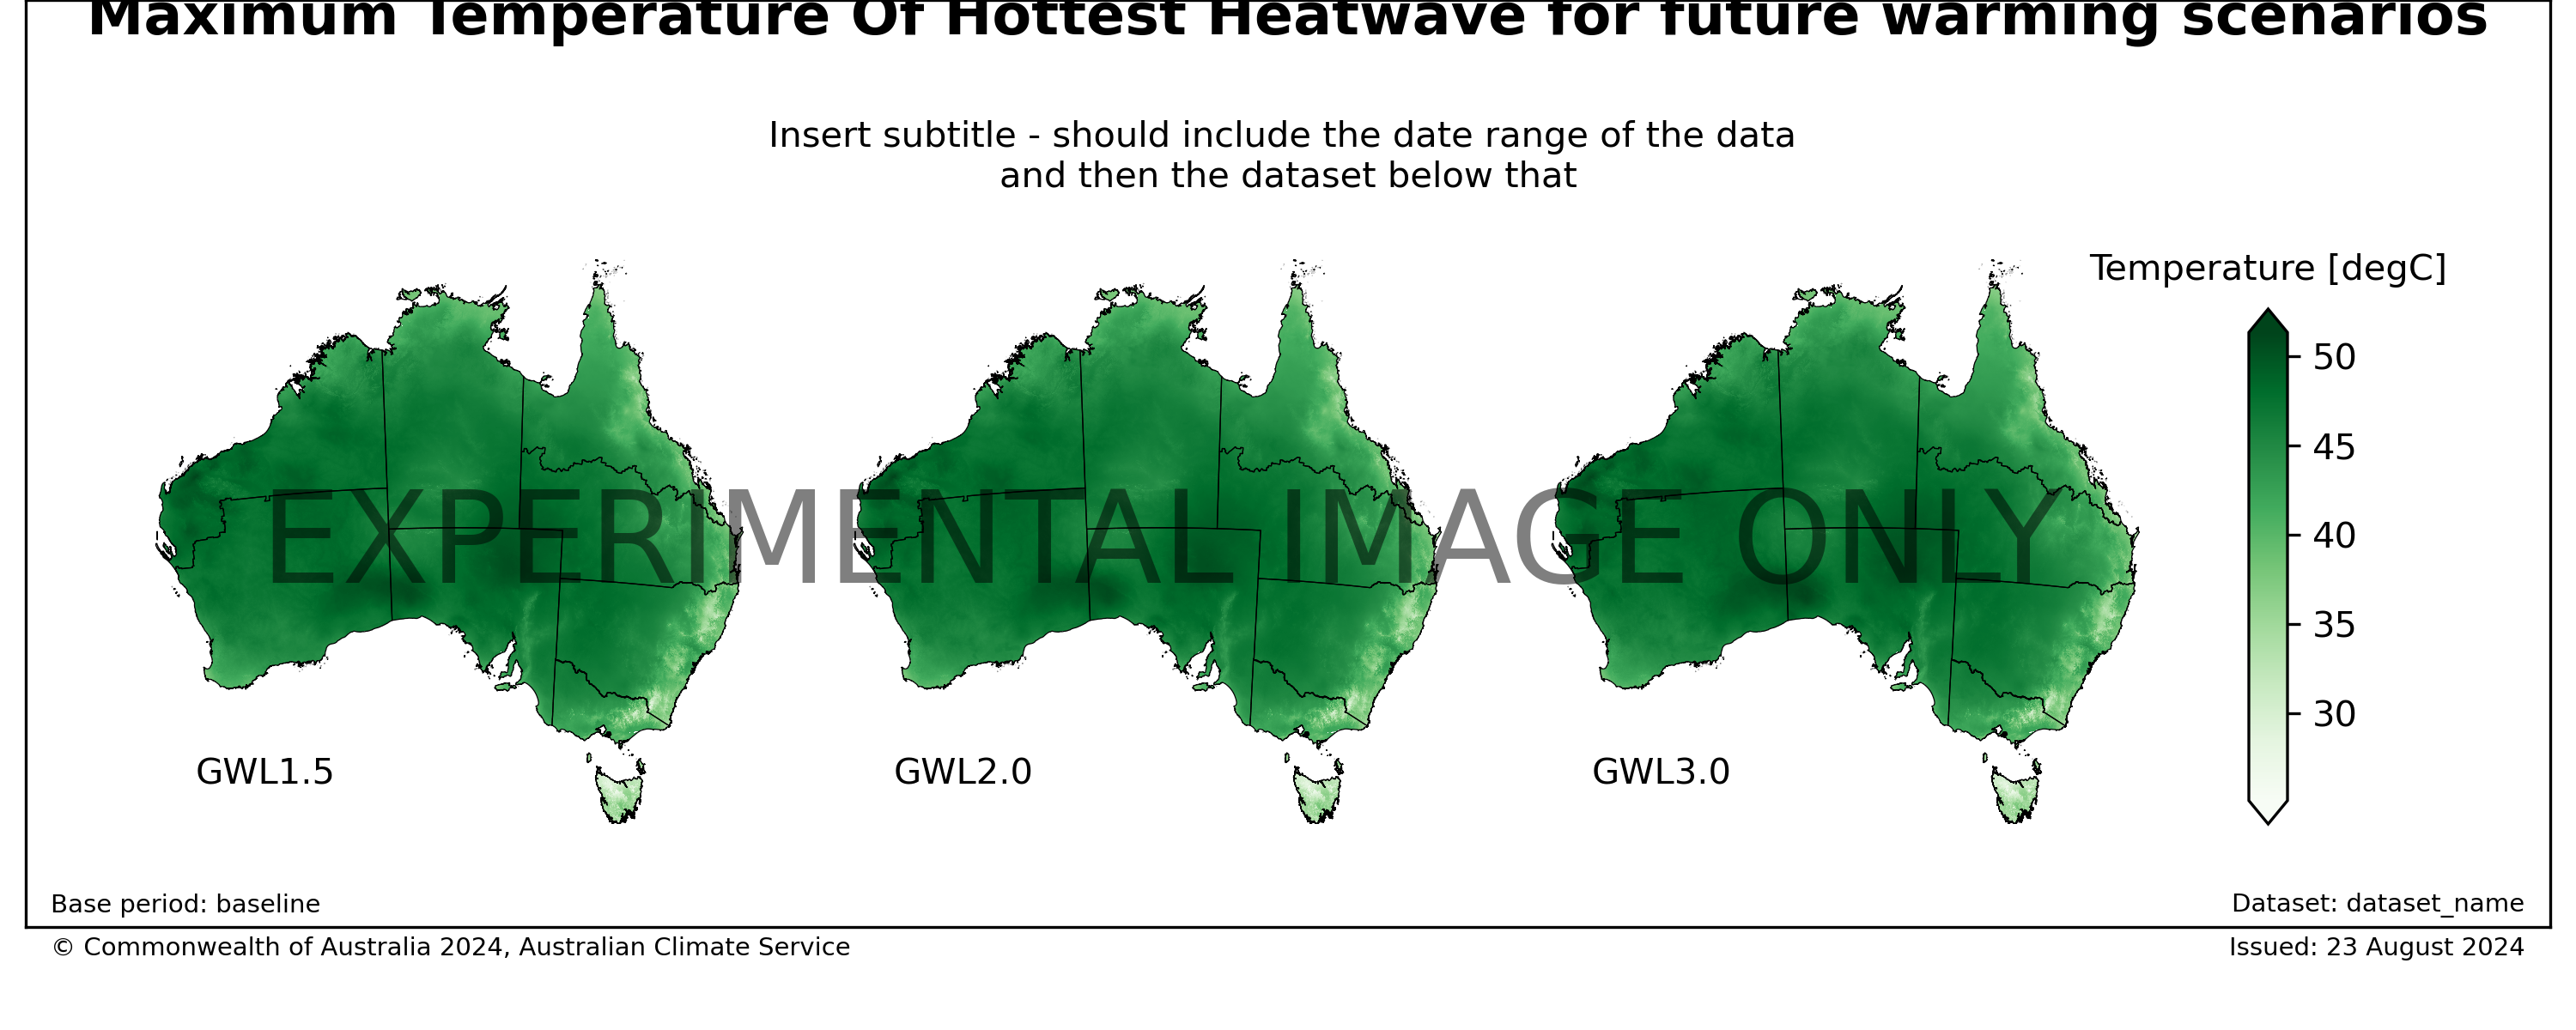 Maximum Temperature Of Hottest Heatwave for future warming scenarios
Insert subtitle - should include the date range of the data
and then the dataset below that
Temperature [degC]
50
45
40
35
30
EXPERIMENTAL IMAGE ONLY
GWL1.5
GWL2.0
GWL3.0
Base period: baseline
Dataset: dataset_name
© Commonwealth of Australia 2024, Australian Climate Service
Issued: 23 August 2024